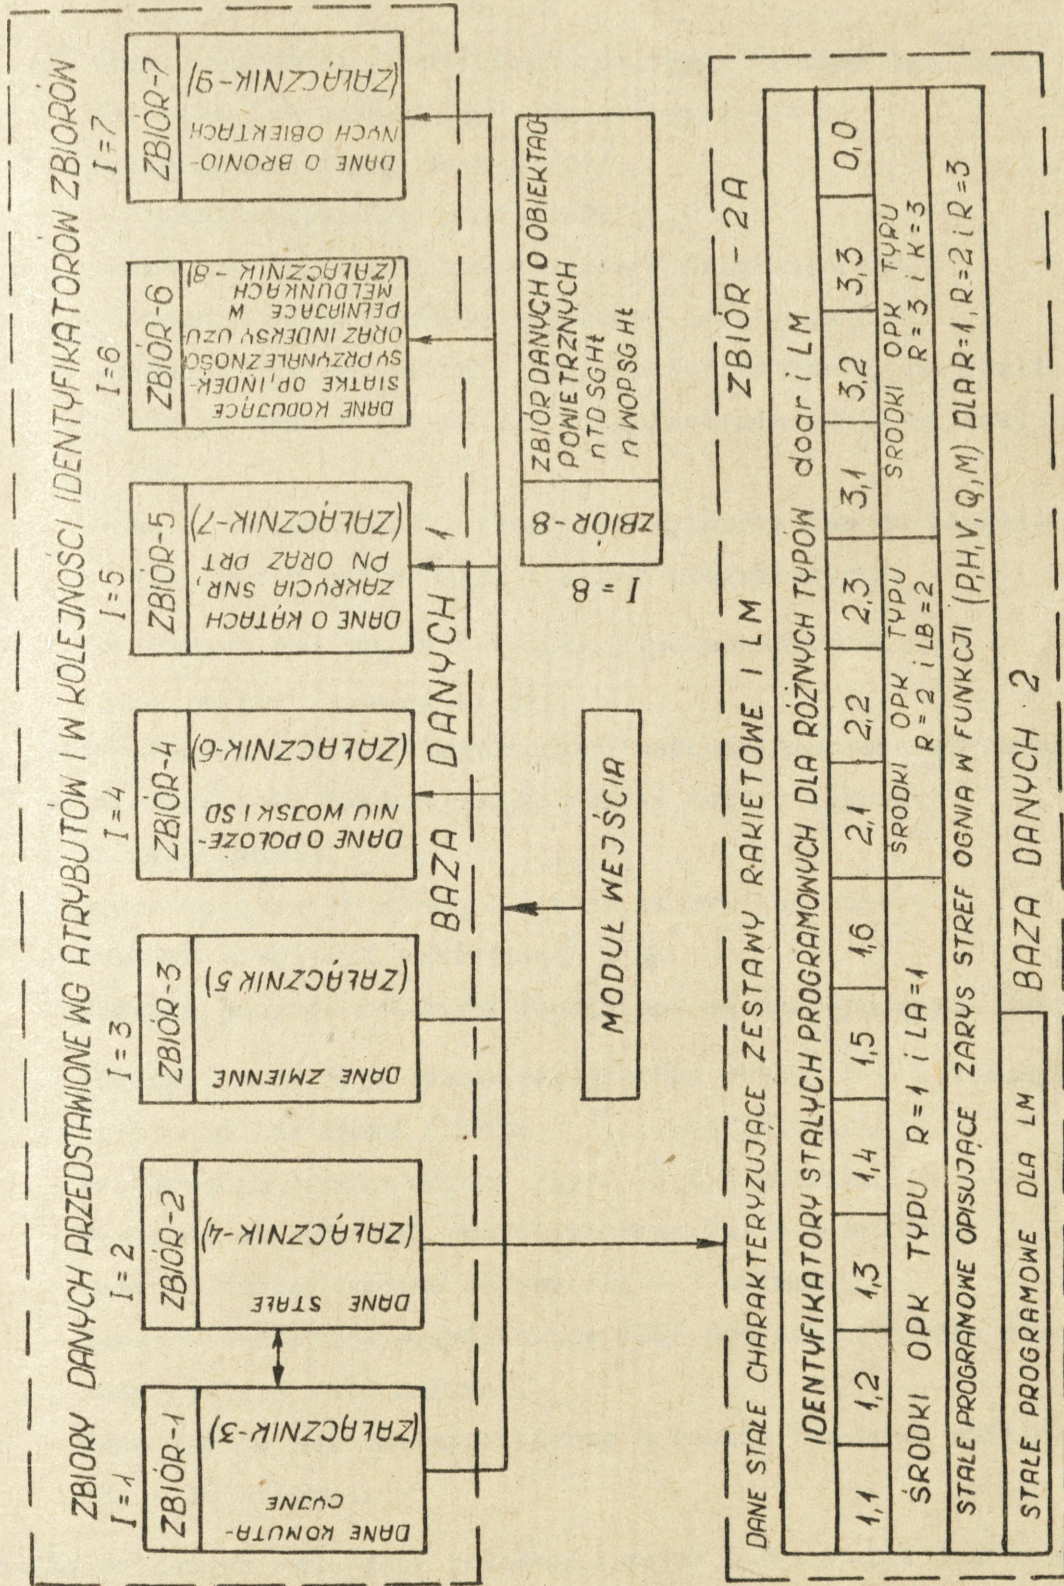 ZBIORY DANYCH PRZEDSTAWIONE WG ATRYBUTÓW I W KOLEJNOŚCI IDENTYFIKATORÓW ZBIORÓW
I=1
ZBIÓR-1
DANE KOMUTA-
CYJNE
(ZAŁĄCZNIK-3)
I=2
ZBIÓR-2
DANE STAŁE
(ZAŁĄCZNIK-4)
I=3
ZBIÓR-3
DANE ZMIENNE
(ZAŁĄCZNIK 5)
I=4
ZBIÓR-4
DANE O POŁOŻE-
NIU WOJSK I SD
(ZAŁĄCZNIK-6)
I=5
ZBIÓR-5
DANE O KĄTACH
ZAKRYCIA SNR,
PN ORAZ PRT
(ZAŁĄCZNIK-7)
I=6
ZBIÓR-6
DANE KODUJĄCE
SIATKE OP, INDEK-
SY PRZYNALEŻNOŚĆ
ORAZ INDEKSY UZU
PEŁNIAJĄCE W
MELDUNKACH
(ZAŁĄCZNIK - 8)
I=7
ZBIÓR-7
DANE O BRONIO-
NYCH OBIEKTACH
(ZAŁĄCZNIK-9)
BAZA DANYCH 1
MODUŁ WEJŚCIA
I = 8
ZBIÓR-8
ZBIÓR DANYCH O OBIEKTACH
POWIETRZNYCH
nTD SGHt
n WOPSG Ht
ZBIÓR - 2A
DANE STAŁE CHARAKTERYZUJĄCE ZESTAWY RAKIETOWE I LM
IDENTYFIKATORY STAŁYCH PROGRAMOWYCH DLA RÓŻNYCH TYPÓW doar i LM
1,1 1,2 1,3 1,4 1,5 1,6 2,1 2,2 2,3 3,1 3,2 3,3 0,0
ŚRODKI OPK TYPU R=1 i LA=1
SRODKI OPK TYPU
R=2 i LB=2
SRODKI OPK TYPU
R=3 i K=3
STAŁE PROGRAMOWE OPISUJĄCE ZARYS STREF OGNIA W FUNKCJI (P,H,V,Q,M) DLA R=1, R=2 i R=3
STAŁE PROGRAMOWE DLA LM
BAZA DANYCH 2